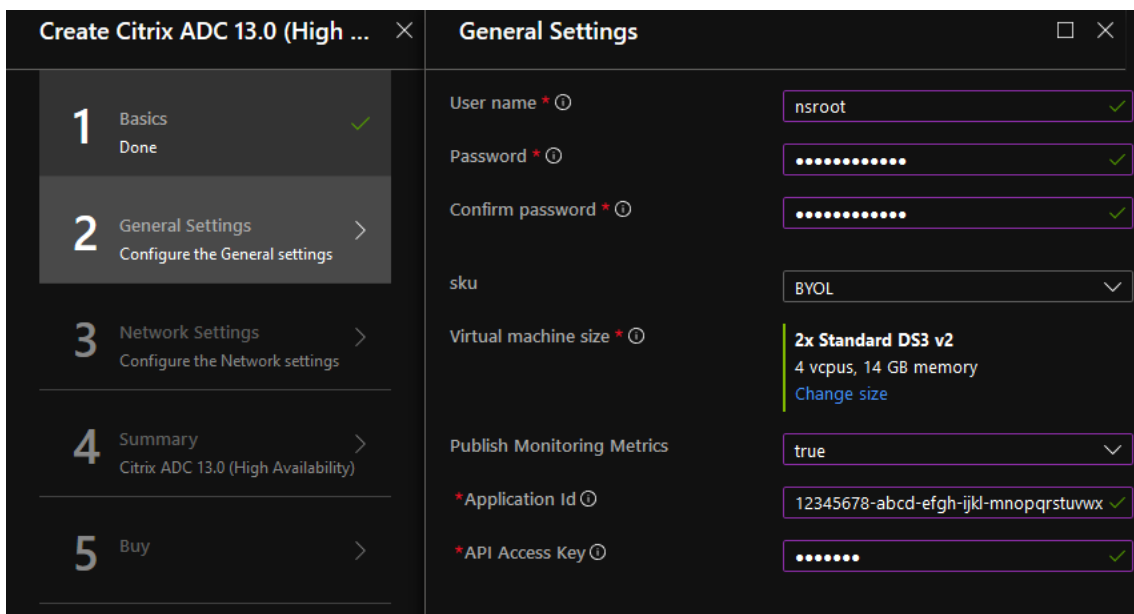 Create Citrix ADC 13.0 (High ...
1
Basics
Done
2
General Settings
Configure the General settings
3
Network Settings
Configure the Network settings
4
Summary
Citrix ADC 13.0 (High Availability)
5
Buy
General Settings
User name *
nsroot
Password *
••••••••••••
Confirm password *
••••••••••••
sku
BYOL
Virtual machine size *
2x Standard DS3 v2
4 vcpus, 14 GB memory
Change size
Publish Monitoring Metrics
true
*Application Id
12345678-abcd-efgh-ijkl-mnopqrstuvwx
*API Access Key
•••••••